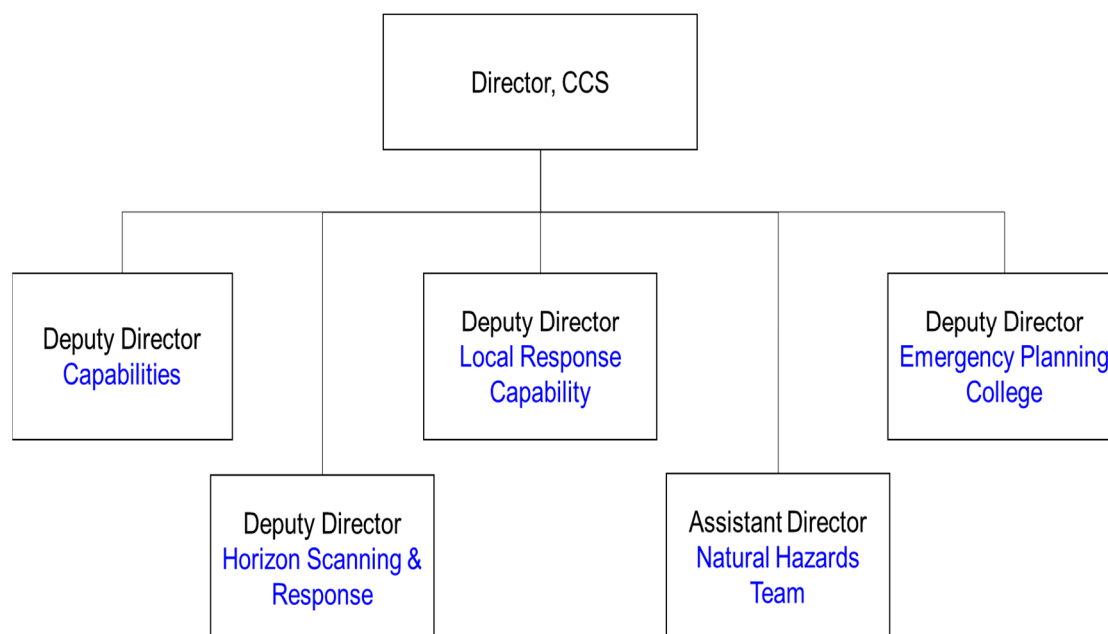 Director, CCS
Deputy Director
Capabilities
Deputy Director
Local Response
Capability
Deputy Director
Emergency Planning
College
Deputy Director
Horizon Scanning &
Response
Assistant Director
Natural Hazards
Team